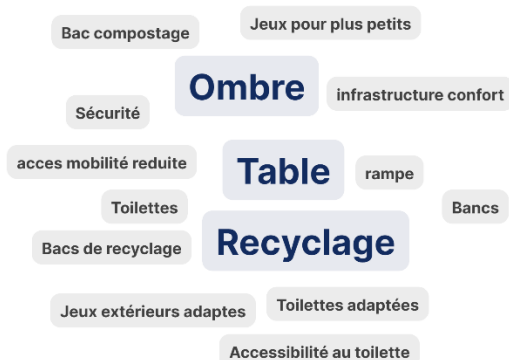 Jeux pour plus petits
Bac compostage
Ombre
infrastructure confort
Sécurité
acces mobilité reduite
Table
rampe
Toilettes
Bancs
Recyclage
Bacs de recyclage
Jeux extérieurs adaptes
Toilettes adaptées
Accessibilité au toilette